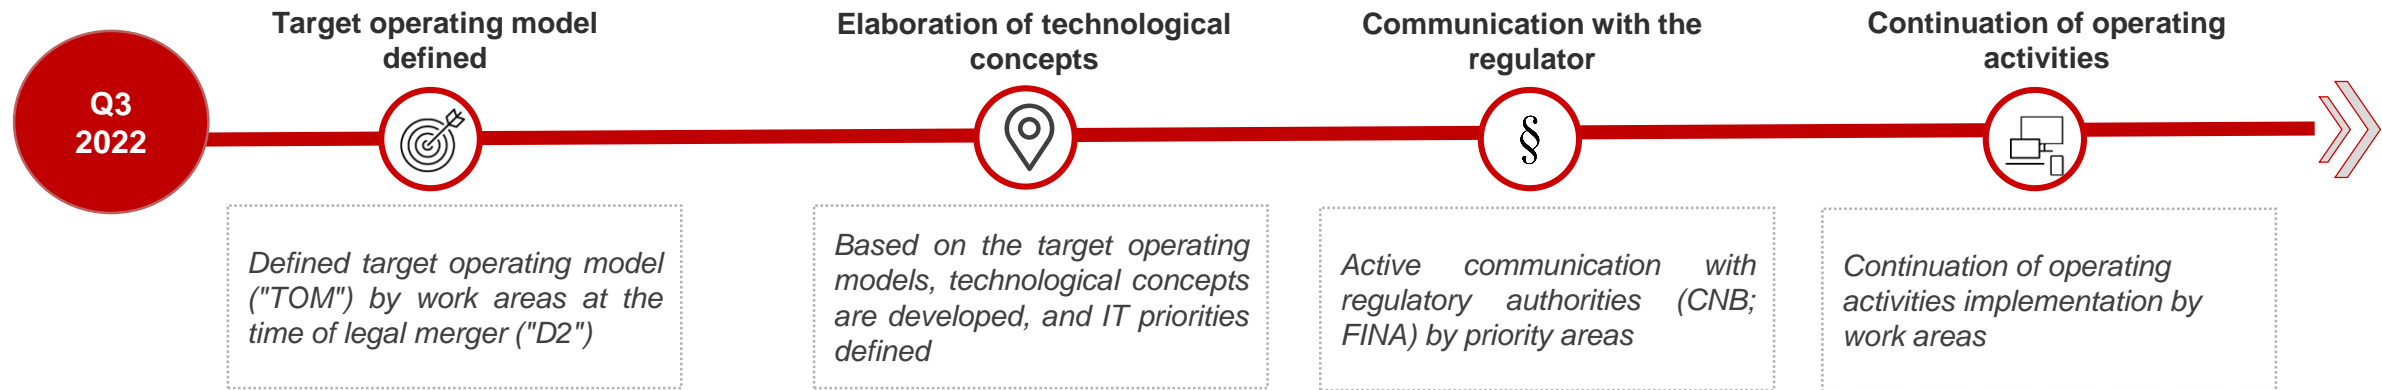 Q3
2022
Target operating model
defined
Elaboration of technological
concepts
Communication with the
regulator
Continuation of operating
activities
§
Defined target operating model
("TOM") by work areas at the
time of legal merger ("D2")
Based on the target operating
models, technological concepts
are developed, and IT priorities
defined
Active communication with
regulatory authorities (CNB;
FINA) by priority areas
Continuation of operating
activities implementation by
work areas